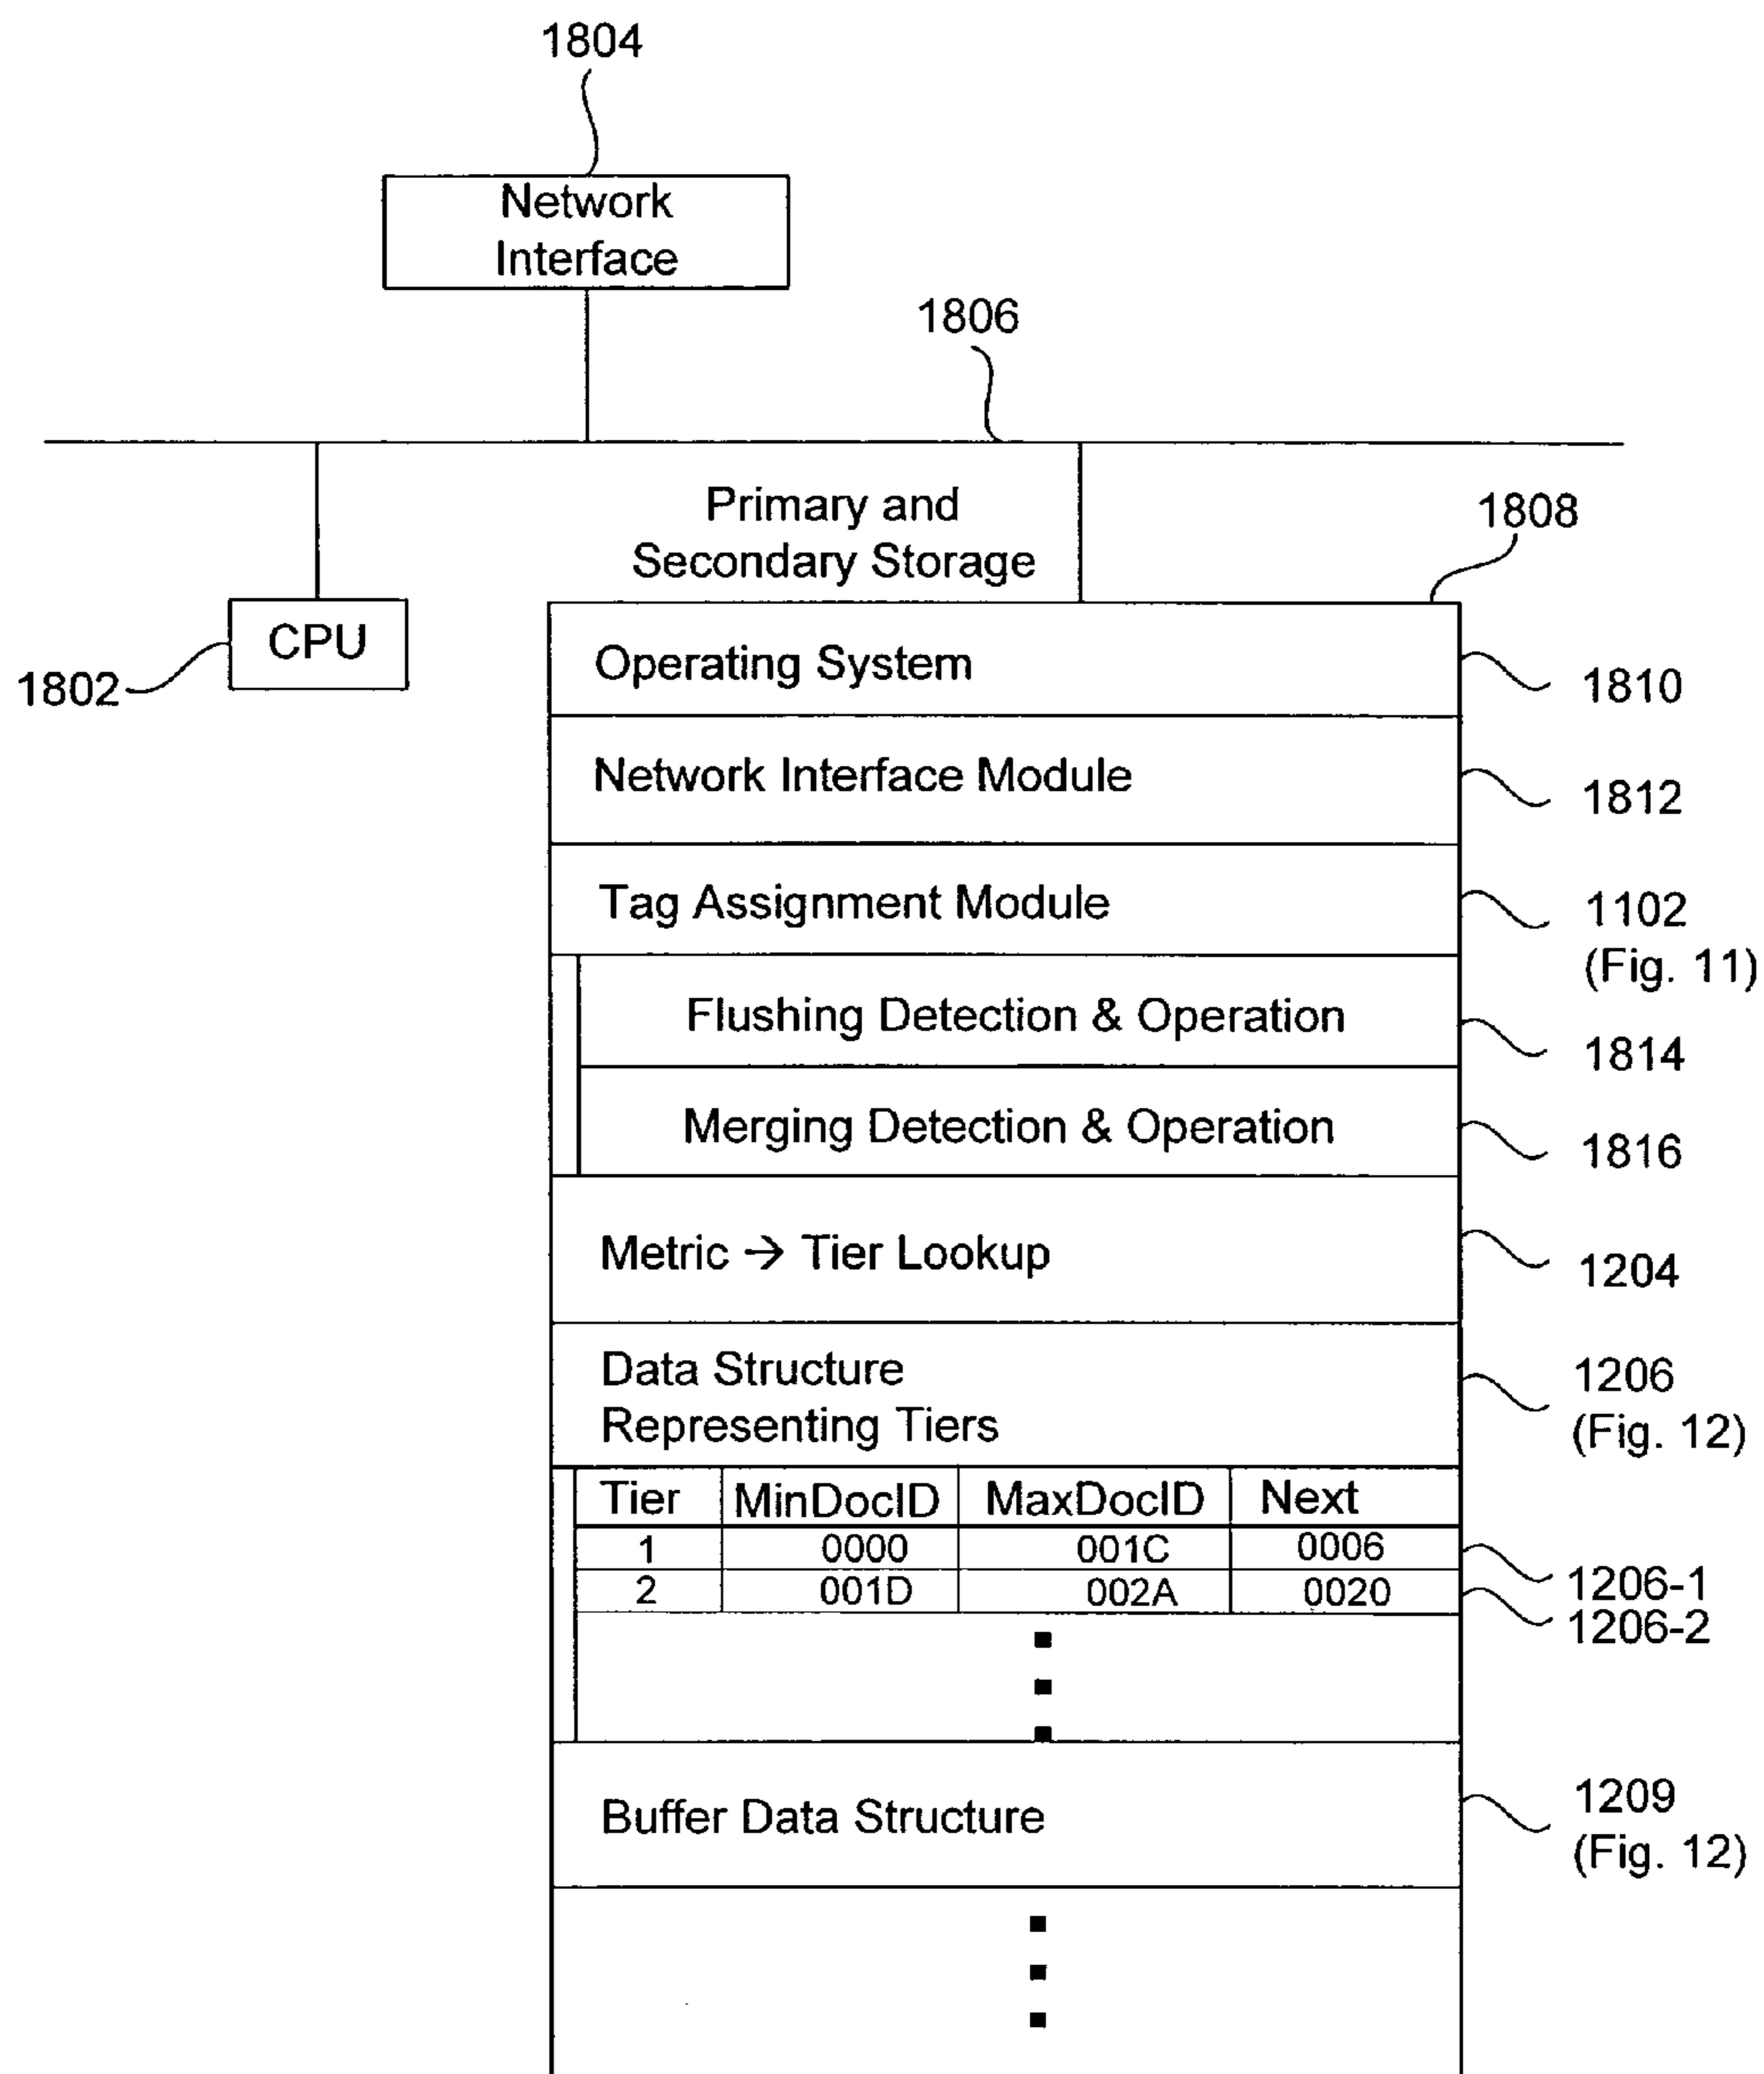 1804
Network
Interface
1806
Primary and
Secondary Storage
1808
CPU
1802
Operating System
1810
Network Interface Module
1812
Tag Assignment Module
1102
(Fig. 11)
Flushing Detection & Operation
1814
Merging Detection & Operation
1816
Metric → Tier Lookup
1204
Data Structure
Representing Tiers
1206
(Fig. 12)
Tier MinDocID MaxDocID Next
1 0000 001C 0006
1206-1
2 001D 002A 0020
1206-2
Buffer Data Structure
1209
(Fig. 12)